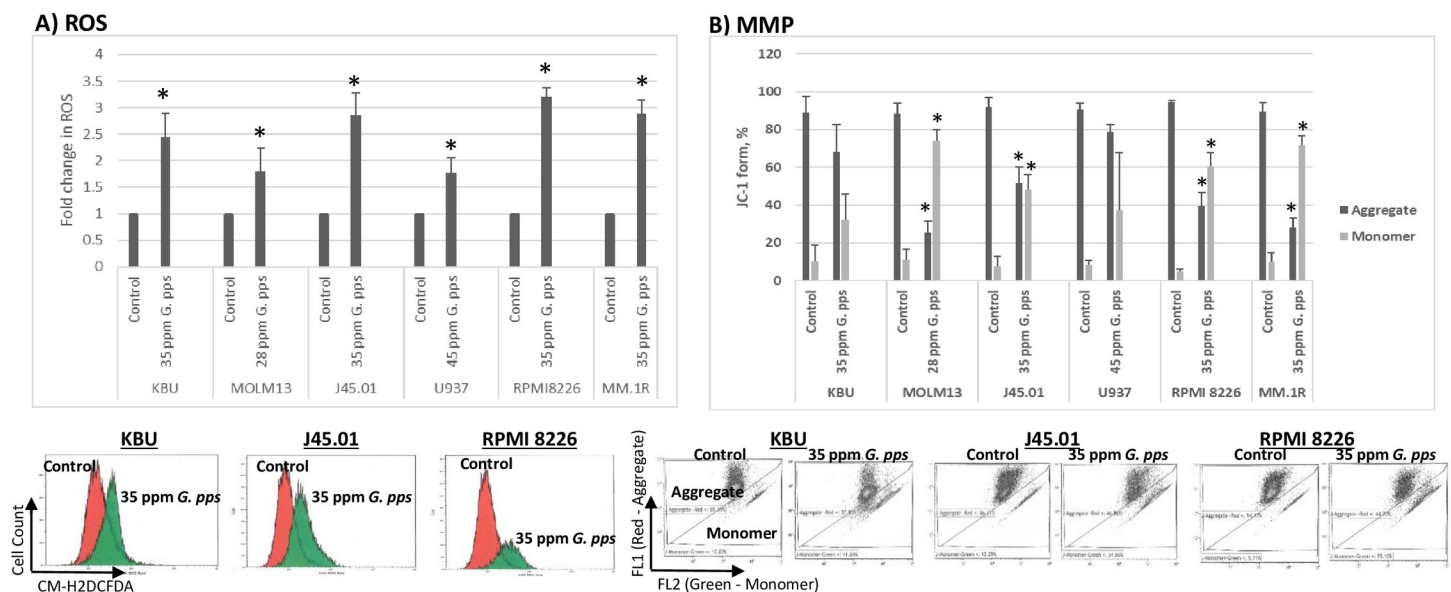 A) ROS
Fold change in ROS
4
3.5
3
2.5
2
1.5
1
0.5
0
* * * * * *
Control
35 ppm G. pps
Control
28 ppm G. pps
Control
35 ppm G. pps
Control
45 ppm G. pps
Control
35 ppm G. pps
Control
35 ppm G. pps
KBU MOLM13 J45.01 U937 RPMI8226 MM.1R
B) MMP
JC-1 form, %
120
100
80
60
40
20
0
* * * * * * * *
Control
35 ppm G. pps
Control
28 ppm G. pps
Control
35 ppm G. pps
Control
45 ppm G. pps
Control
35 ppm G. pps
Control
35 ppm G. pps
KBU MOLM13 J45.01 U937 RPMI 8226 MM.1R
Aggregate
Monomer
KBU J45.01 RPMI 8226
Control
35 ppm G. pps
Control
35 ppm G. pps
Control
35 ppm G. pps
Cell Count
CM-H2DCFDA
KBU J45.01 RPMI 8226
Control 35 ppm G. pps Control 35 ppm G. pps Control 35 ppm G. pps
Aggregate
Monomer
FL1 (Red - Aggregate)
FL2 (Green - Monomer)